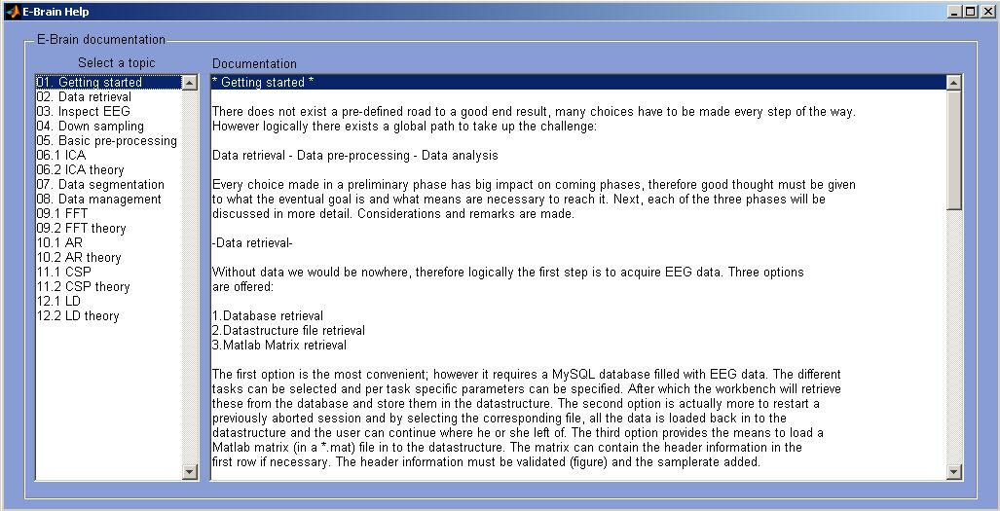 E-Brain Help
E-Brain documentation
Select a topic
01. Getting started
02. Data retrieval
03. Inspect EEG
04. Down sampling
05. Basic pre-processing
06.1 ICA
06.2 ICA theory
07. Data segmentation
08. Data management
09.1 FFT
09.2 FFT theory
10.1 AR
10.2 AR theory
11.1 CSP
11.2 CSP theory
12.1 LD
12.2 LD theory
Documentation
* Getting started *
There does not exist a pre-defined road to a good end result, many choices have to be made every step of the way.
However logically there exists a global path to take up the challenge:
Data retrieval - Data pre-processing - Data analysis
Every choice made in a preliminary phase has big impact on coming phases, therefore good thought must be given
to what the eventual goal is and what means are necessary to reach it. Next, each of the three phases will be
discussed in more detail. Considerations and remarks are made.
-Data retrieval-
Without data we would be nowhere, therefore logically the first step is to acquire EEG data. Three options
are offered:
1.Database retrieval
2.Datastructure file retrieval
3.Matlab Matrix retrieval
The first option is the most convenient; however it requires a MySQL database filled with EEG data. The different
tasks can be selected and per task specific parameters can be specified. After which the workbench will retrieve
these from the database and store them in the datastructure. The second option is actually more to restart a
previously aborted session and by selecting the corresponding file, all the data is loaded back in to the
datastructure and the user can continue where he or she left of. The third option provides the means to load a
Matlab matrix (in a *.mat) file in to the datastructure. The matrix can contain the header information in the
first row if necessary. The header information must be validated (figure) and the samplerate added.